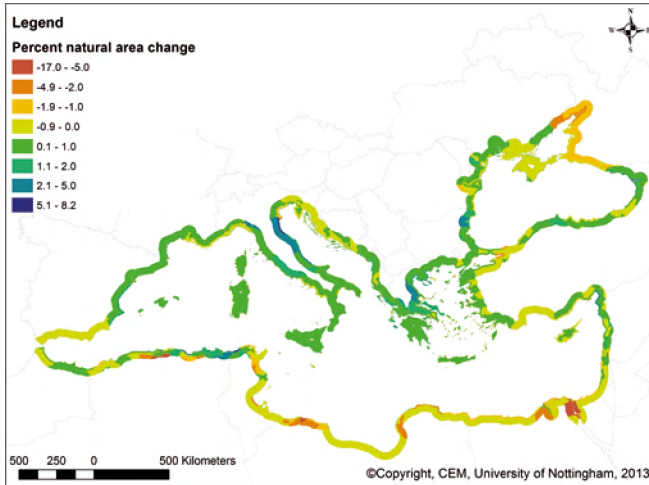 Legend
Percent natural area change
-17.0 - -5.0
-4.9 - -2.0
-1.9 - -1.0
-0.9 - 0.0
0.1 - 1.0
1.1 - 2.0
2.1 - 5.0
5.1 - 8.2
N
W E
S
500 250 0 500 Kilometers
©Copyright, CEM, University of Nottingham, 2013